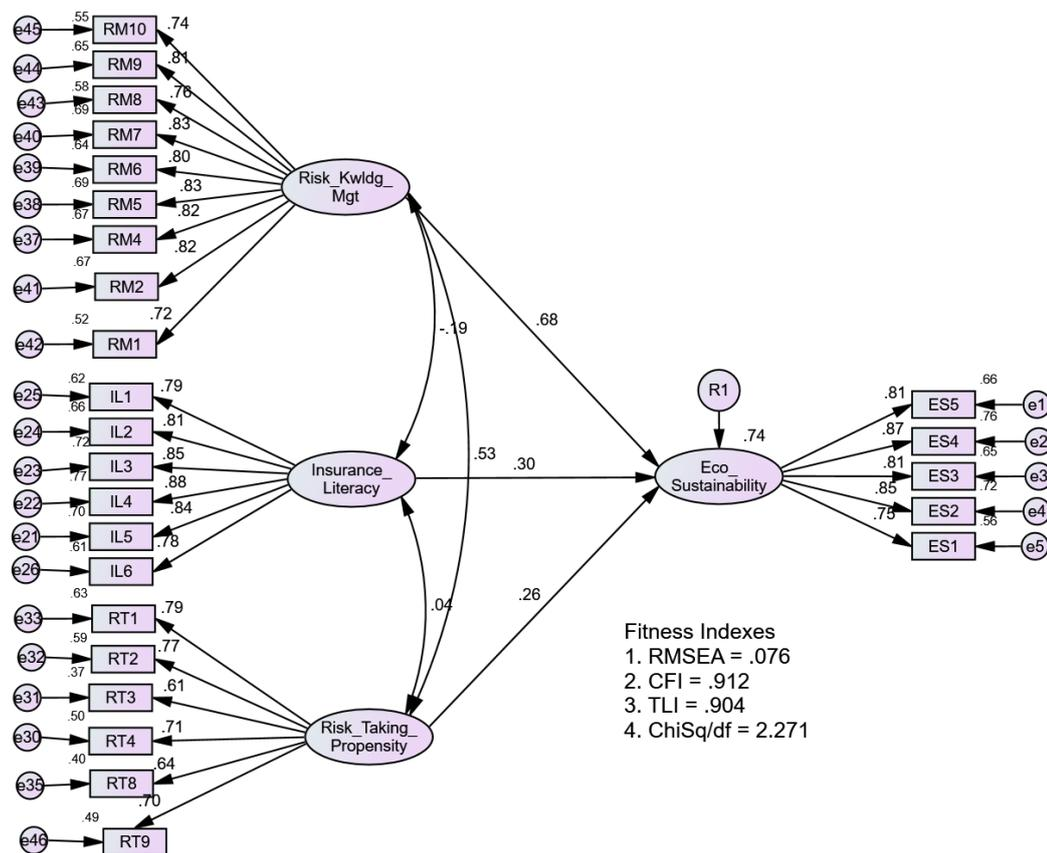 e45 .55 RM10 .74
e44 .65 RM9 .81
e43 .58 RM8 .76
e40 .69 RM7 .83
e39 .64 RM6 .80
e38 .69 RM5 .83
e37 .67 RM4 .82
e41 .67 RM2 .82
e42 .52 RM1 .72
Risk_Kwldg_
Mgt
-.19
.68
.53
e25 .62 IL1 .79
e24 .66 IL2 .81
e23 .72 IL3 .85
e22 .77 IL4 .88
e21 .70 IL5 .84
e26 .61 IL6 .78
Insurance_
Literacy
.30
.04
.26
R1
.74
Eco_
Sustainability
.81 ES5 .66 e1
.87 ES4 .76 e2
.81 ES3 .65 e3
.85 ES2 .72 e4
.75 ES1 .56 e5
e33 .63 RT1 .79
e32 .59 RT2 .77
e31 .37 RT3 .61
e30 .50 RT4 .71
e35 .40 RT8 .64
e46 .49 RT9 .70
Risk_Taking_
Propensity
Fitness Indexes
1. RMSEA = .076
2. CFI = .912
3. TLI = .904
4. ChiSq/df = 2.271